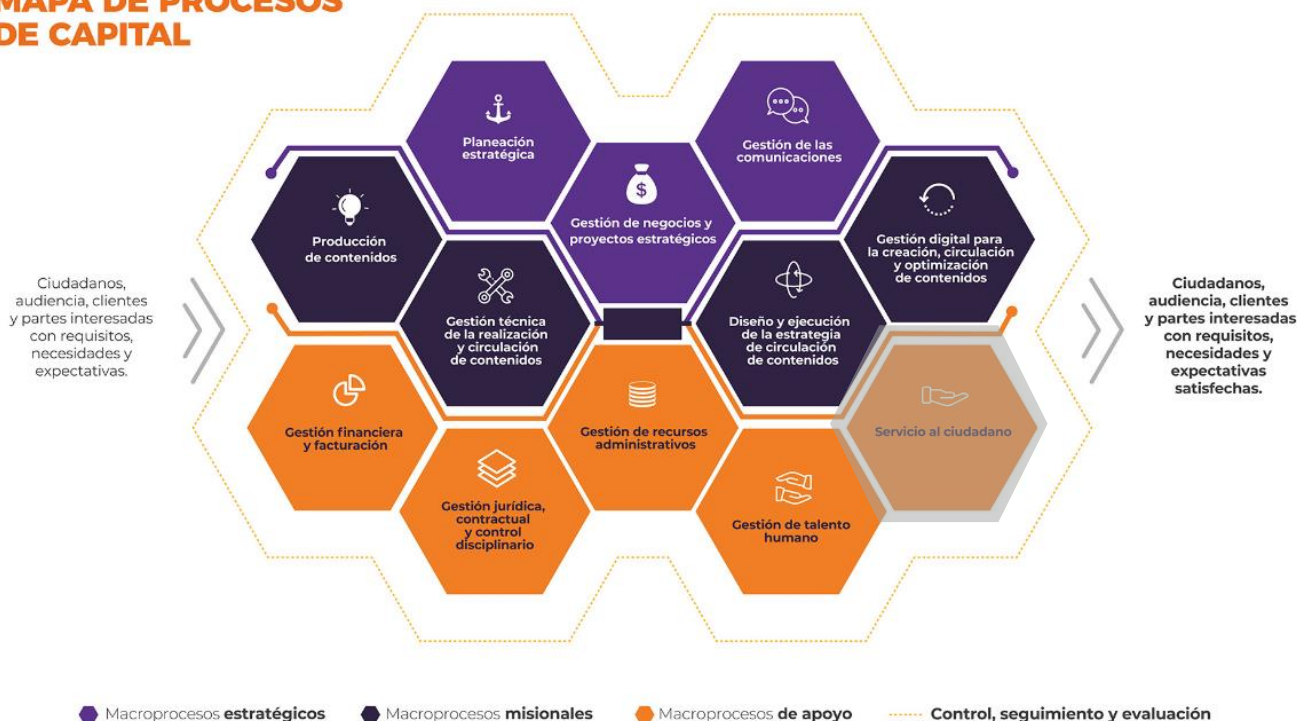 MAPA DE PROCESOS
DE CAPITAL
Planeación
estratégica
Gestión de las
comunicaciones
Gestión de negocios y
proyectos estratégicos
$
Producción
de contenidos
Gestión digital para
la creación, circulación
y optimización
de contenidos
Gestión técnica
de la realización
y circulación
de contenidos
Diseño y ejecución
de la estrategia
de circulación
de contenidos
Ciudadanos,
audiencia, clientes
y partes interesadas
con requisitos,
necesidades y
expectativas.
Ciudadanos,
audiencia, clientes
y partes interesadas
con requisitos,
necesidades y
expectativas
satisfechas.
Gestión financiera
y facturación
Gestión de recursos
administrativos
Servicio al ciudadano
Gestión jurídica,
contractual
y control
disciplinario
Gestión de talento
humano
Macroprocesos estratégicos
Macroprocesos misionales
Macroprocesos de apoyo
Control, seguimiento y evaluación